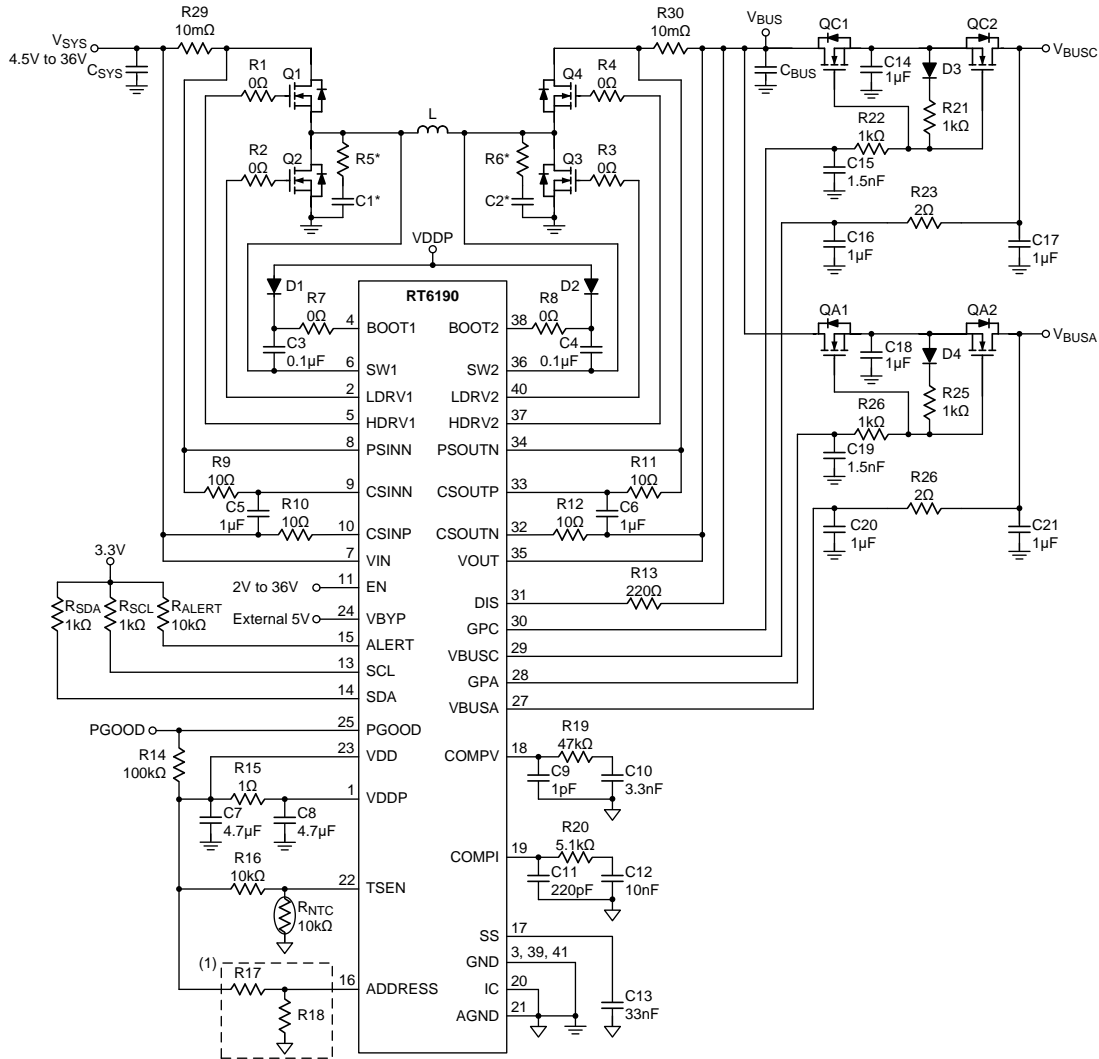 VSYS
4.5V to 36V
CSYS
R29
10mΩ
R1
0Ω
Q1
R2
0Ω
Q2
R5*
C1*
L
R30
10mΩ
R4
0Ω
Q4
R3
0Ω
Q3
R6*
C2*
VBUS
CBUS
QC1
QC2
VBUSC
C14
1µF
D3
R21
1kΩ
R22
1kΩ
C15
1.5nF
R23
2Ω
C16
1µF
C17
1µF
QA1
QA2
VBUSA
C18
1µF
D4
R25
1kΩ
R26
1kΩ
C19
1.5nF
R26
2Ω
C20
1µF
C21
1µF
VDDP
D1
D2
R7
0Ω
R8
0Ω
C3
0.1µF
C4
0.1µF
RT6190
4 BOOT1
BOOT2 38
6 SW1
SW2 36
2 LDRV1
LDRV2 40
5 HDRV1
HDRV2 37
8 PSINN
PSOUTN 34
R9
10Ω
9 CSINN
CSOUTP 33
R11
10Ω
C5
1µF
R10
10Ω
10 CSINP
CSOUTN 32
R12
10Ω
C6
1µF
7 VIN
VOUT 35
3.3V
RSDA
1kΩ
RSCL
1kΩ
RALERT
10kΩ
2V to 36V
11 EN
External 5V
24 VBYP
15 ALERT
13 SCL
14 SDA
DIS 31
R13
220Ω
GPC 30
VBUSC 29
GPA 28
VBUSA 27
PGOOD
25 PGOOD
R14
100kΩ
23 VDD
R15
1Ω
1 VDDP
C7
4.7µF
C8
4.7µF
R16
10kΩ
22 TSEN
RNTC
10kΩ
(1)
R17
R18
16 ADDRESS
COMPV 18
R19
47kΩ
C9
1pF
C10
3.3nF
COMPI 19
R20
5.1kΩ
C11
220pF
C12
10nF
SS 17
GND 3, 39, 41
IC 20
AGND 21
C13
33nF